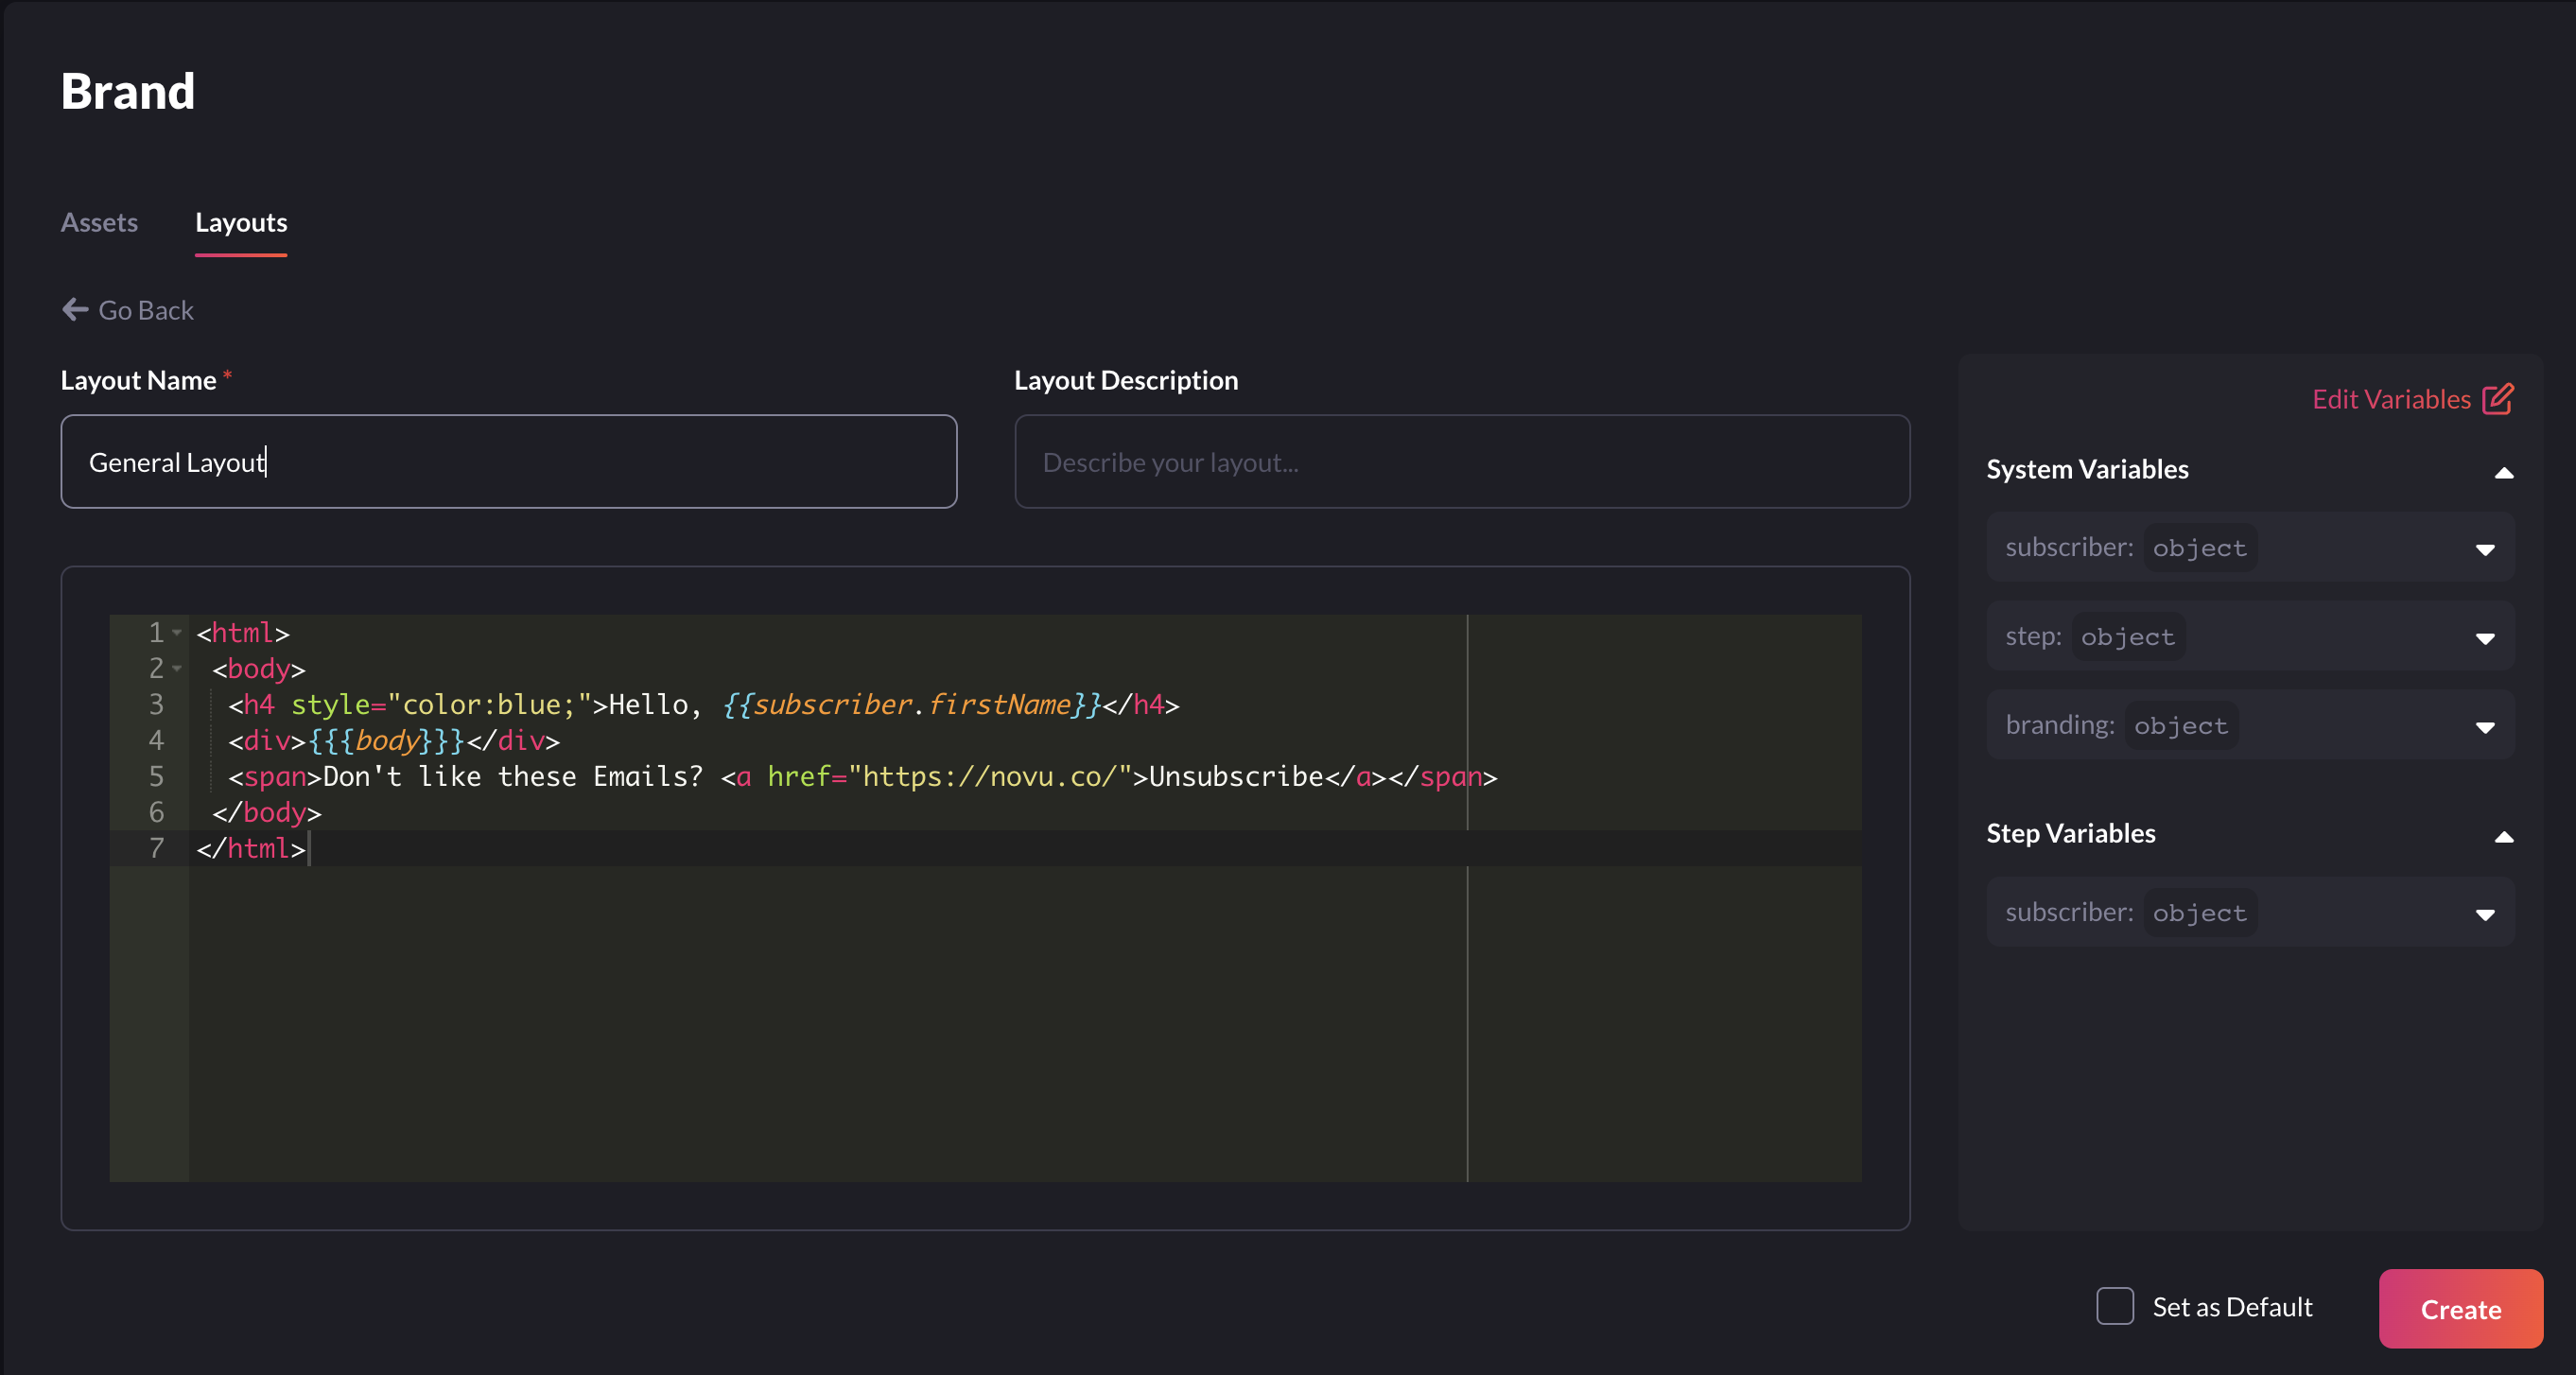 Brand
Assets Layouts
Go Back
Layout Name *
General Layout
Layout Description
Describe your layout...
1 <html>
2 <body>
3 <h4 style="color:blue;">Hello, {{subscriber.firstName}}</h4>
4 <div>{{{body}}}</div>
5 <span>Don't like these Emails? <a href="https://novu.co/">Unsubscribe</a></span>
6 </body>
7 </html>
Edit Variables
System Variables
subscriber: object
step: object
branding: object
Step Variables
subscriber: object
Set as Default
Create